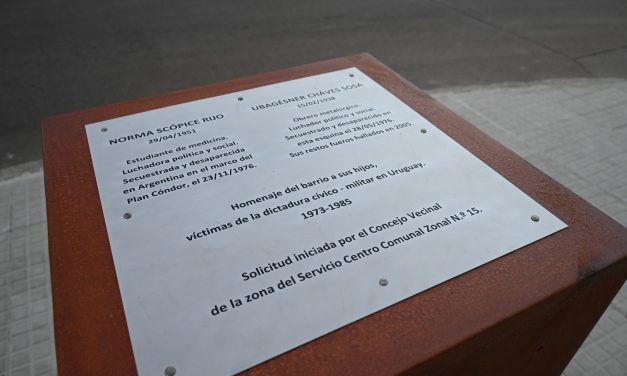 NORMA SCÓPICE RIJO
29/04/1951
Estudiante de medicina.
Luchadora política y social.
Secuestrada y desaparecida
en Argentina en el marco del
Plan Cóndor, el 23/11/1976.
UBAGÉSNER CHÁVES SOSA
15/02/1938
Obrero metalúrgico.
Luchador político y social.
Secuestrado y desaparecido en
esta esquina el 28/05/1976.
Sus restos fueron hallados en 2005.
Homenaje del barrio a sus hijos,
víctimas de la dictadura cívico - militar en Uruguay.
1973-1985
Solicitud iniciada por el Concejo Vecinal
de la zona del Servicio Centro Comunal Zonal N.º 15.